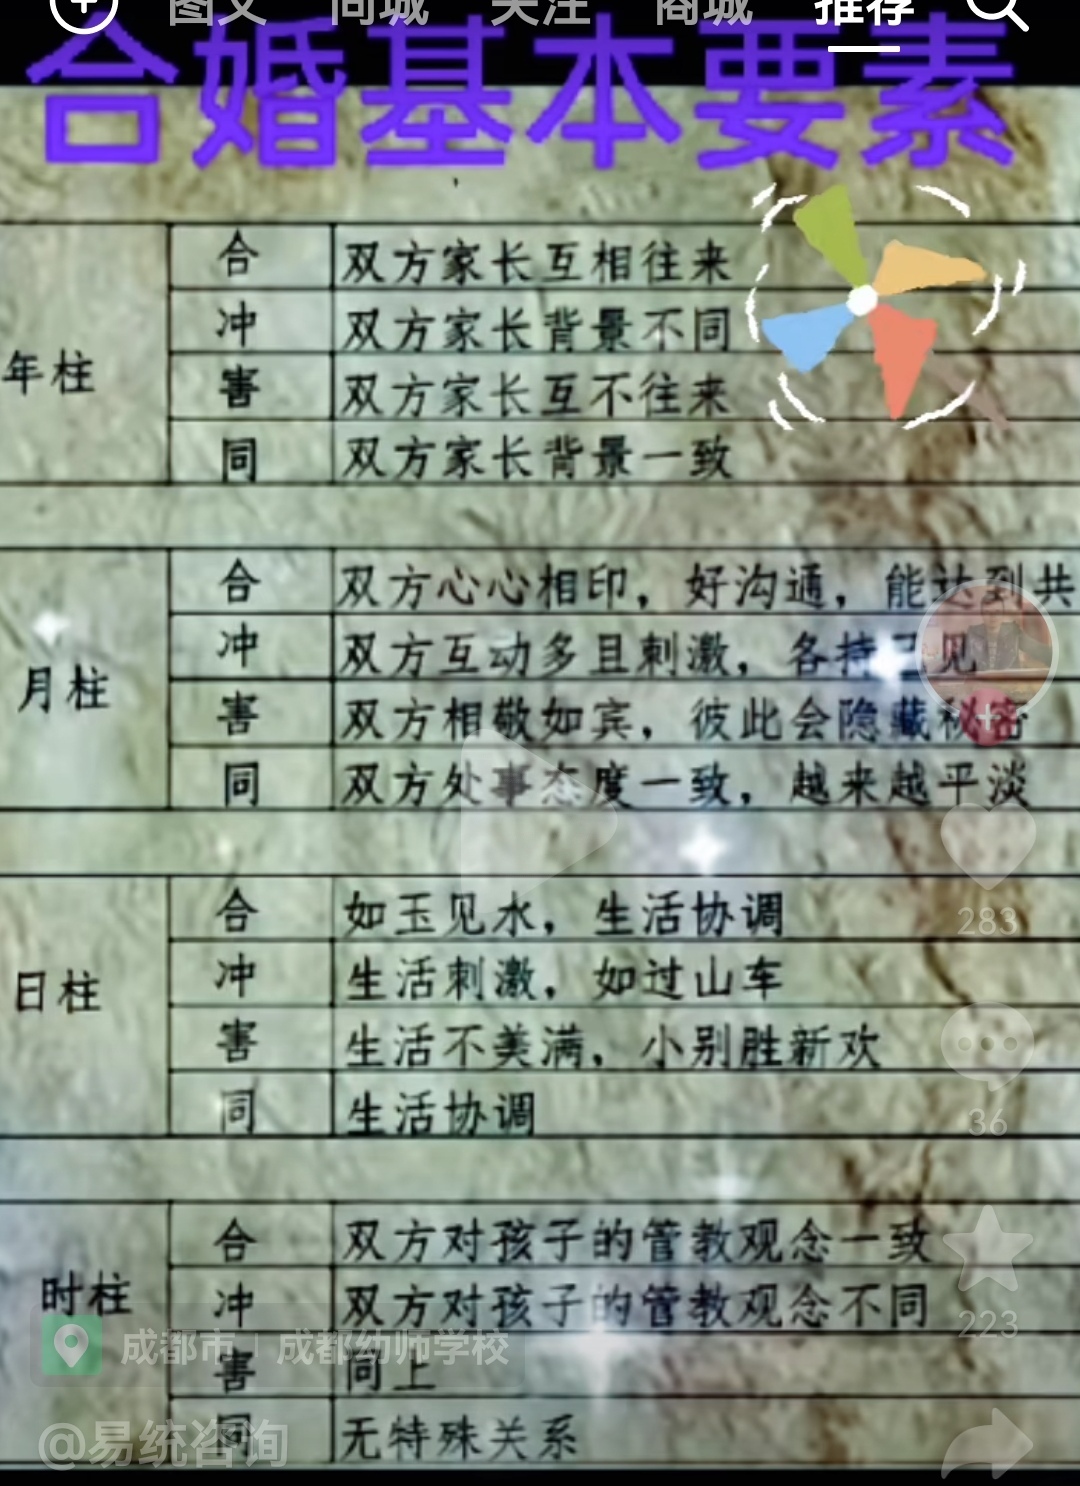 图文 同城 关注 商城 推荐
合婚基本要素
年柱
合 双方家长互相往来
冲 双方家长背景不同
害 双方家长互不往来
同 双方家长背景一致
月柱
合 双方心心相印，好沟通，能达到共
冲 双方互动多且刺激，各持己见
害 双方相敬如宾，彼此会隐藏秘密
同 双方处事态度一致，越来越平淡
日柱
合 如玉见水，生活协调
冲 生活刺激，如过山车
害 生活不美满，小别胜新欢
同 生活协调
283
36
时柱
合 双方对孩子的管教观念一致
冲 双方对孩子的管教观念不同
223
成都市 | 成都幼师学校
害 同上
同 无特殊关系
@易统咨询